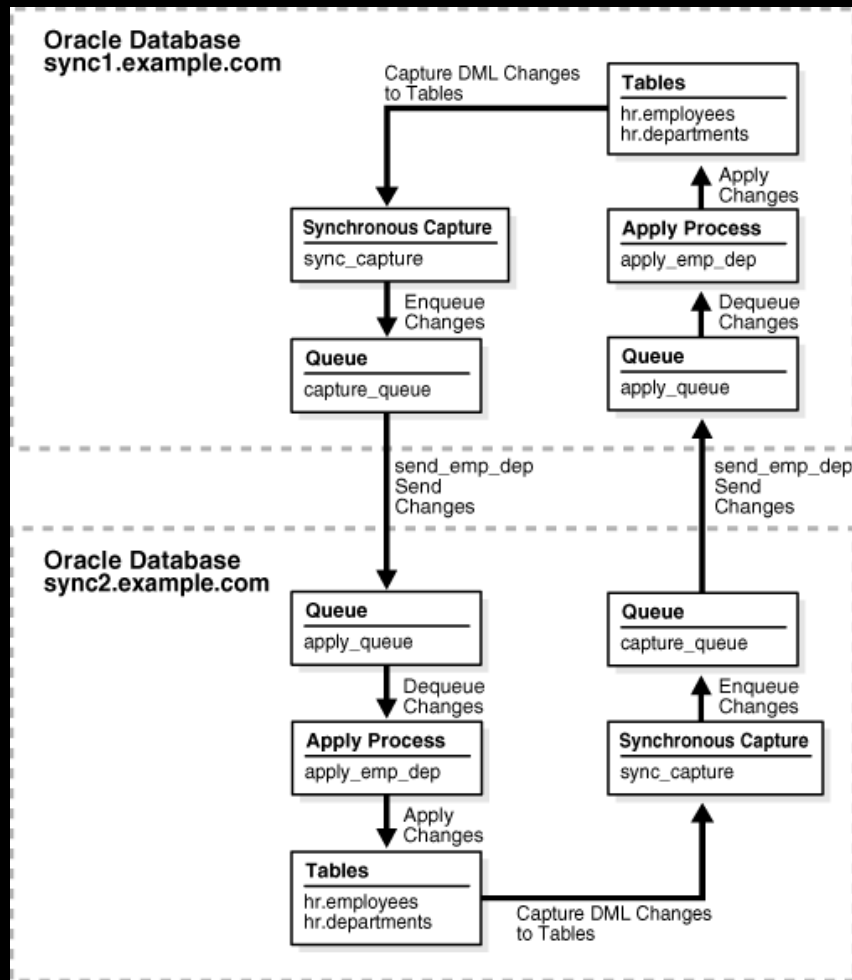 Oracle Database
sync1.example.com
Capture DML Changes
to Tables
Tables
hr.employees
hr.departments
Apply
Changes
Synchronous Capture
sync_capture
Apply Process
apply_emp_dep
Enqueue
Changes
Dequeue
Changes
Queue
capture_queue
Queue
apply_queue
send_emp_dep
Send
Changes
send_emp_dep
Send
Changes
Oracle Database
sync2.example.com
Queue
apply_queue
Queue
capture_queue
Dequeue
Changes
Enqueue
Changes
Apply Process
apply_emp_dep
Synchronous Capture
sync_capture
Apply
Changes
Tables
hr.employees
hr.departments
Capture DML Changes
to Tables